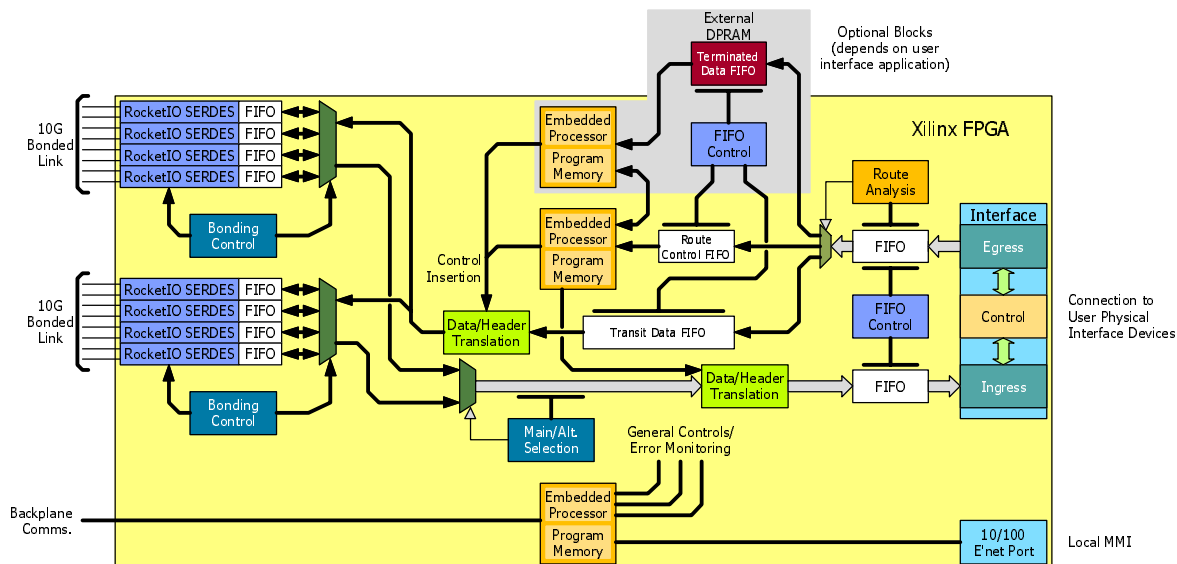 External
DPRAM
Optional Blocks
(depends on user
interface application)
Terminated
Data FIFO
Xilinx FPGA
10G
Bonded
Link
RocketIO SERDES FIFO
RocketIO SERDES FIFO
RocketIO SERDES FIFO
RocketIO SERDES FIFO
Embedded
Processor
Program
Memory
FIFO
Control
Route
Analysis
Bonding
Control
Embedded
Processor
Program
Memory
Route
Control FIFO
FIFO
Interface
Egress
Control
Insertion
10G
Bonded
Link
RocketIO SERDES FIFO
RocketIO SERDES FIFO
RocketIO SERDES FIFO
RocketIO SERDES FIFO
Data/Header
Translation
Transit Data FIFO
FIFO
Control
Control
Connection to
User Physical
Interface Devices
Bonding
Control
Data/Header
Translation
FIFO
Ingress
Main/Alt.
Selection
General Controls/
Error Monitoring
Backplane
Comms.
Embedded
Processor
Program
Memory
10/100
E'net Port
Local MMI